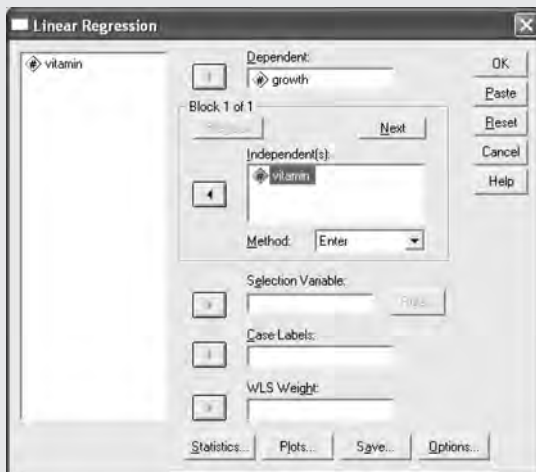 Linear Regression
vitamin
Dependent:
growth
Block 1 of 1
Next
Independent(s):
vitamin
Method: Enter
Selection Variable:
Case Labels:
WLS Weight:
Statistics... Plots... Save... Options...
OK
Paste
Reset
Cancel
Help